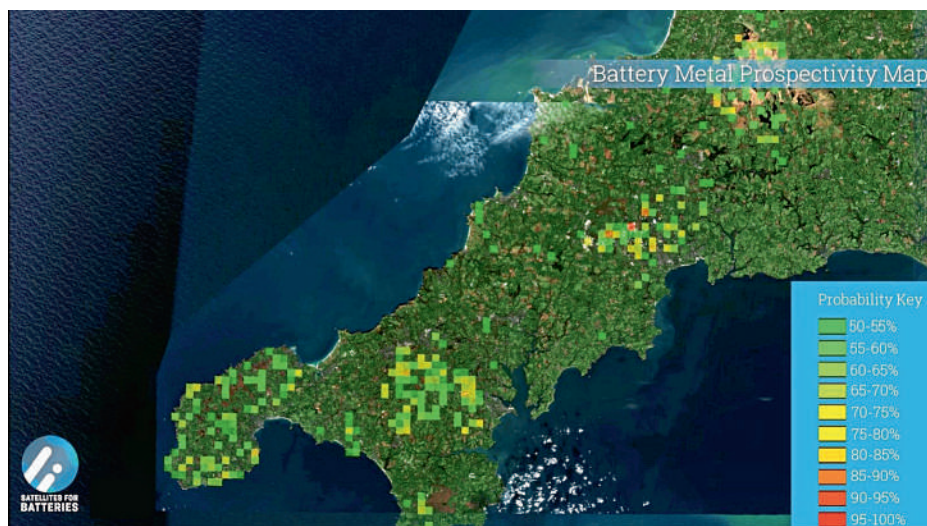 Battery Metal Prospectivity Map
Probability Key
50-55%
55-60%
60-65%
65-70%
70-75%
75-80%
80-85%
85-90%
90-95%
95-100%
SATELLITES FOR
BATTERIES